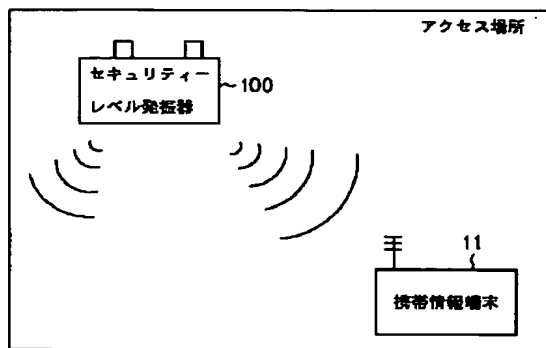 アクセス場所
セキュリティー
レベル発振器
100
11
携帯情報端末